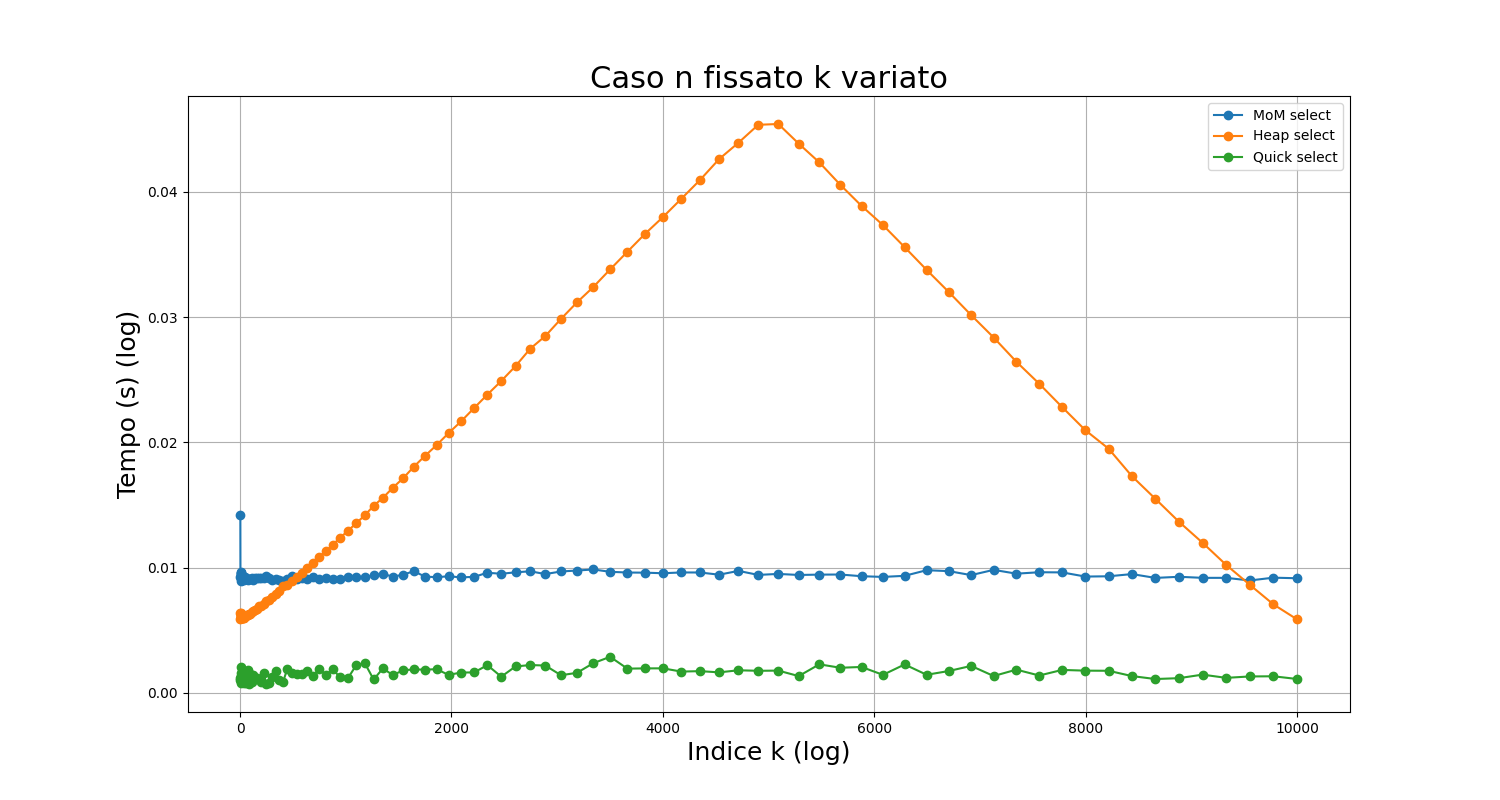 Caso n fissato k variato
MoM select
Heap select
Quick select
Tempo (s) (log)
0.04
0.03
0.02
0.01
0.00
0
2000
4000
6000
8000
10000
Indice k (log)